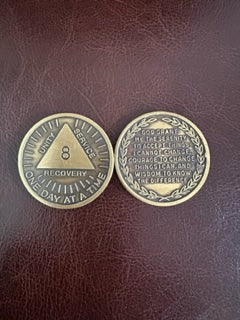 UNITY
SERVICE
8
RECOVERY
ONE DAY AT A TIME
GOD GRANT
ME THE SERENITY
TO ACCEPT THINGS
I CANNOT CHANGE
COURAGE TO CHANGE
THINGS I CAN, AND
WISDOM TO KNOW
THE DIFFERENCE